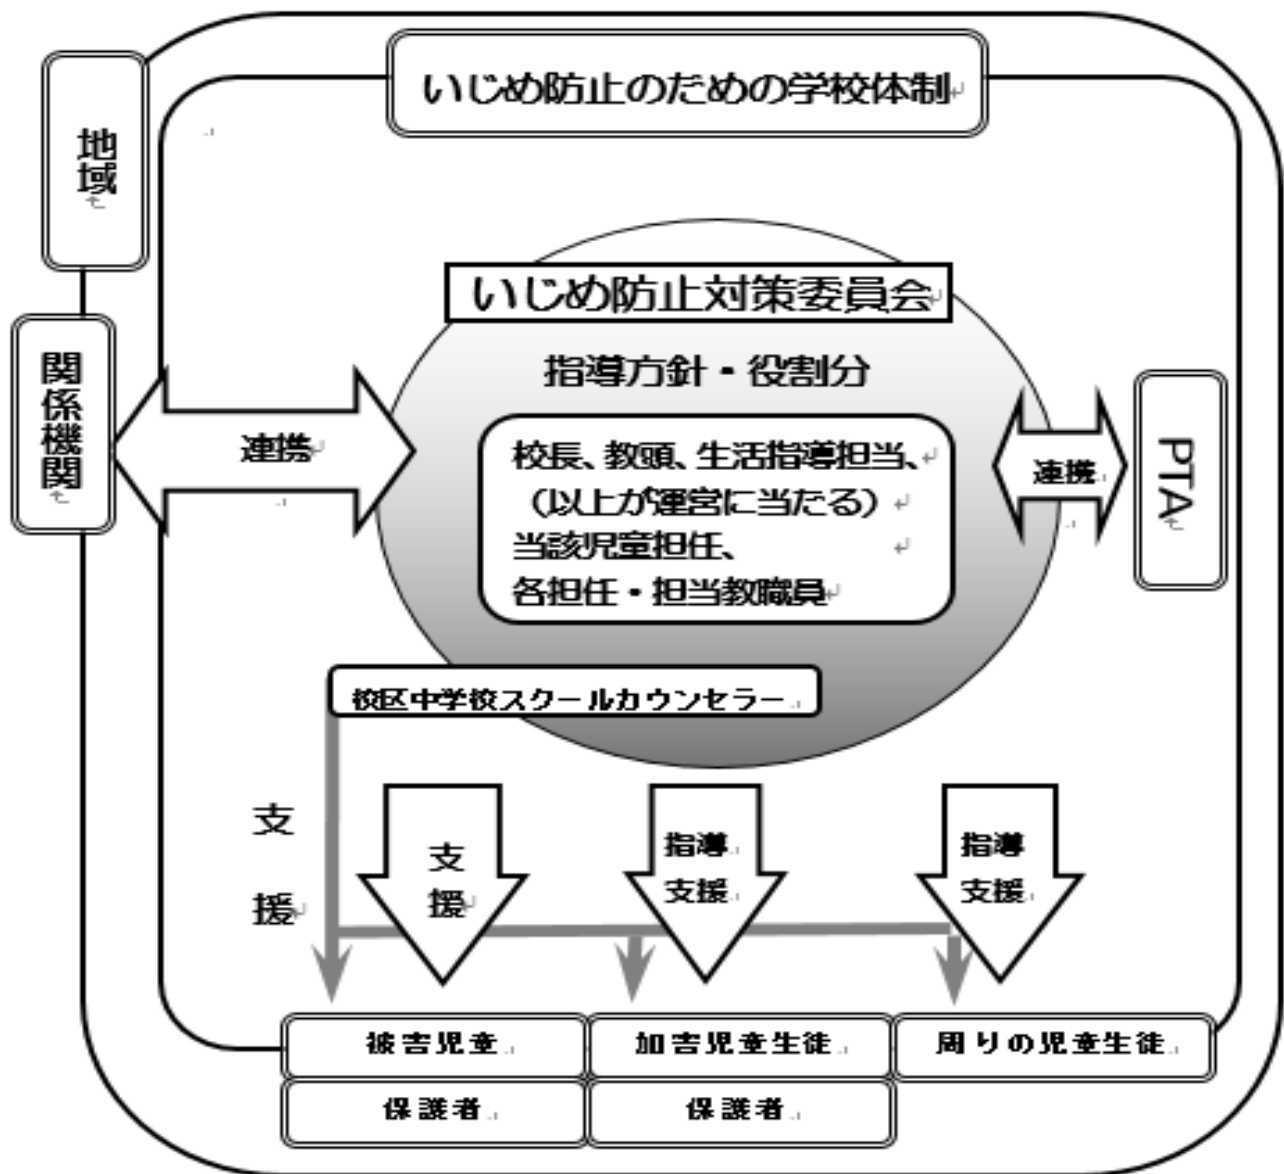 いじめ防止のための学校体制
地域
いじめ防止対策委員会
指導方針・役割分
関係機関
連携
校長、教頭、生活指導担当、
（以上が運営に当たる）
当該児童担任、
各担任・担当教職員
連携
PTA
校区中学校スクールカウンセラー
支
援
支
援
指導
支援
指導
支援
被害児童
加害児童生徒
周りの児童生徒
保護者
保護者